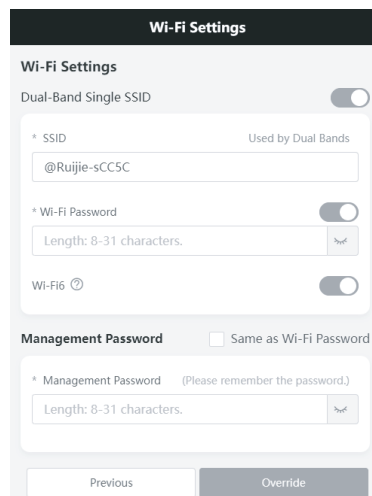 Wi-Fi Settings
Wi-Fi Settings
Dual-Band Single SSID
* SSID Used by Dual Bands
@Ruijie-sCC5C
* Wi-Fi Password
Length: 8-31 characters.
Wi-Fi6 ?
Management Password Same as Wi-Fi Password
* Management Password (Please remember the password.)
Length: 8-31 characters.
Previous Override